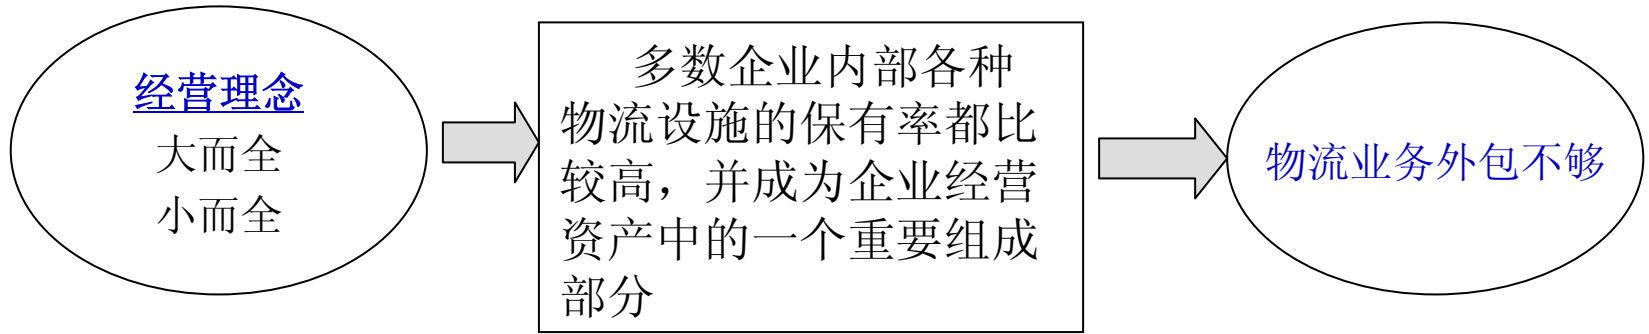 经营理念
大而全
小而全
多数企业内部各种
物流设施的保有率都比
较高，并成为企业经营
资产中的一个重要组成
部分
物流业务外包不够